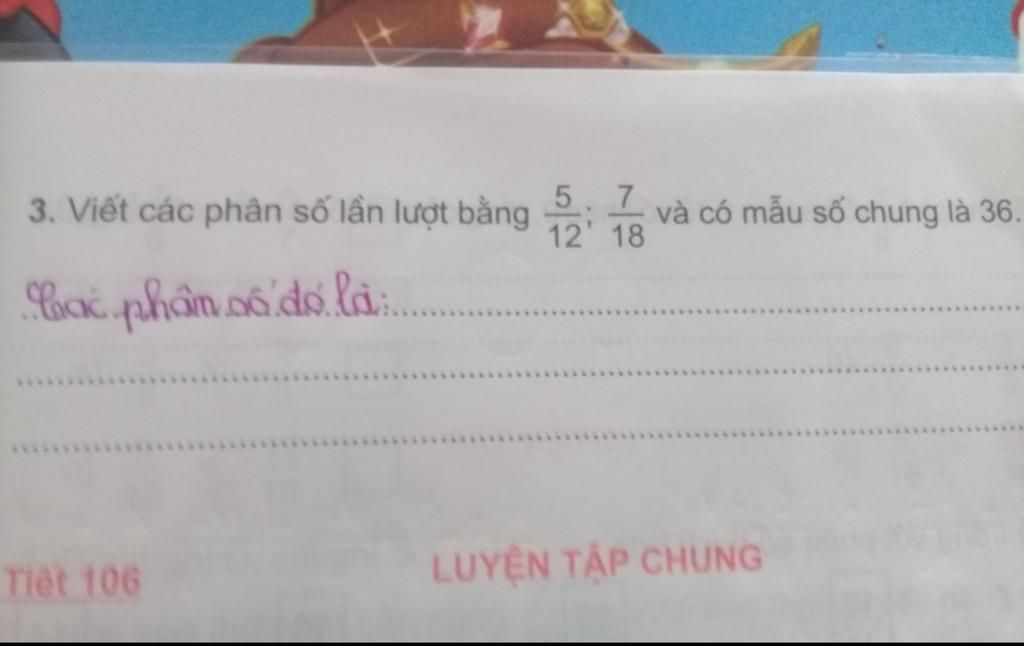 3. Viết các phân số lần lượt bằng 5/12; 7/18 và có mẫu số chung là 36.
Các phân số đó là:
Tiết 106
LUYỆN TẬP CHUNG